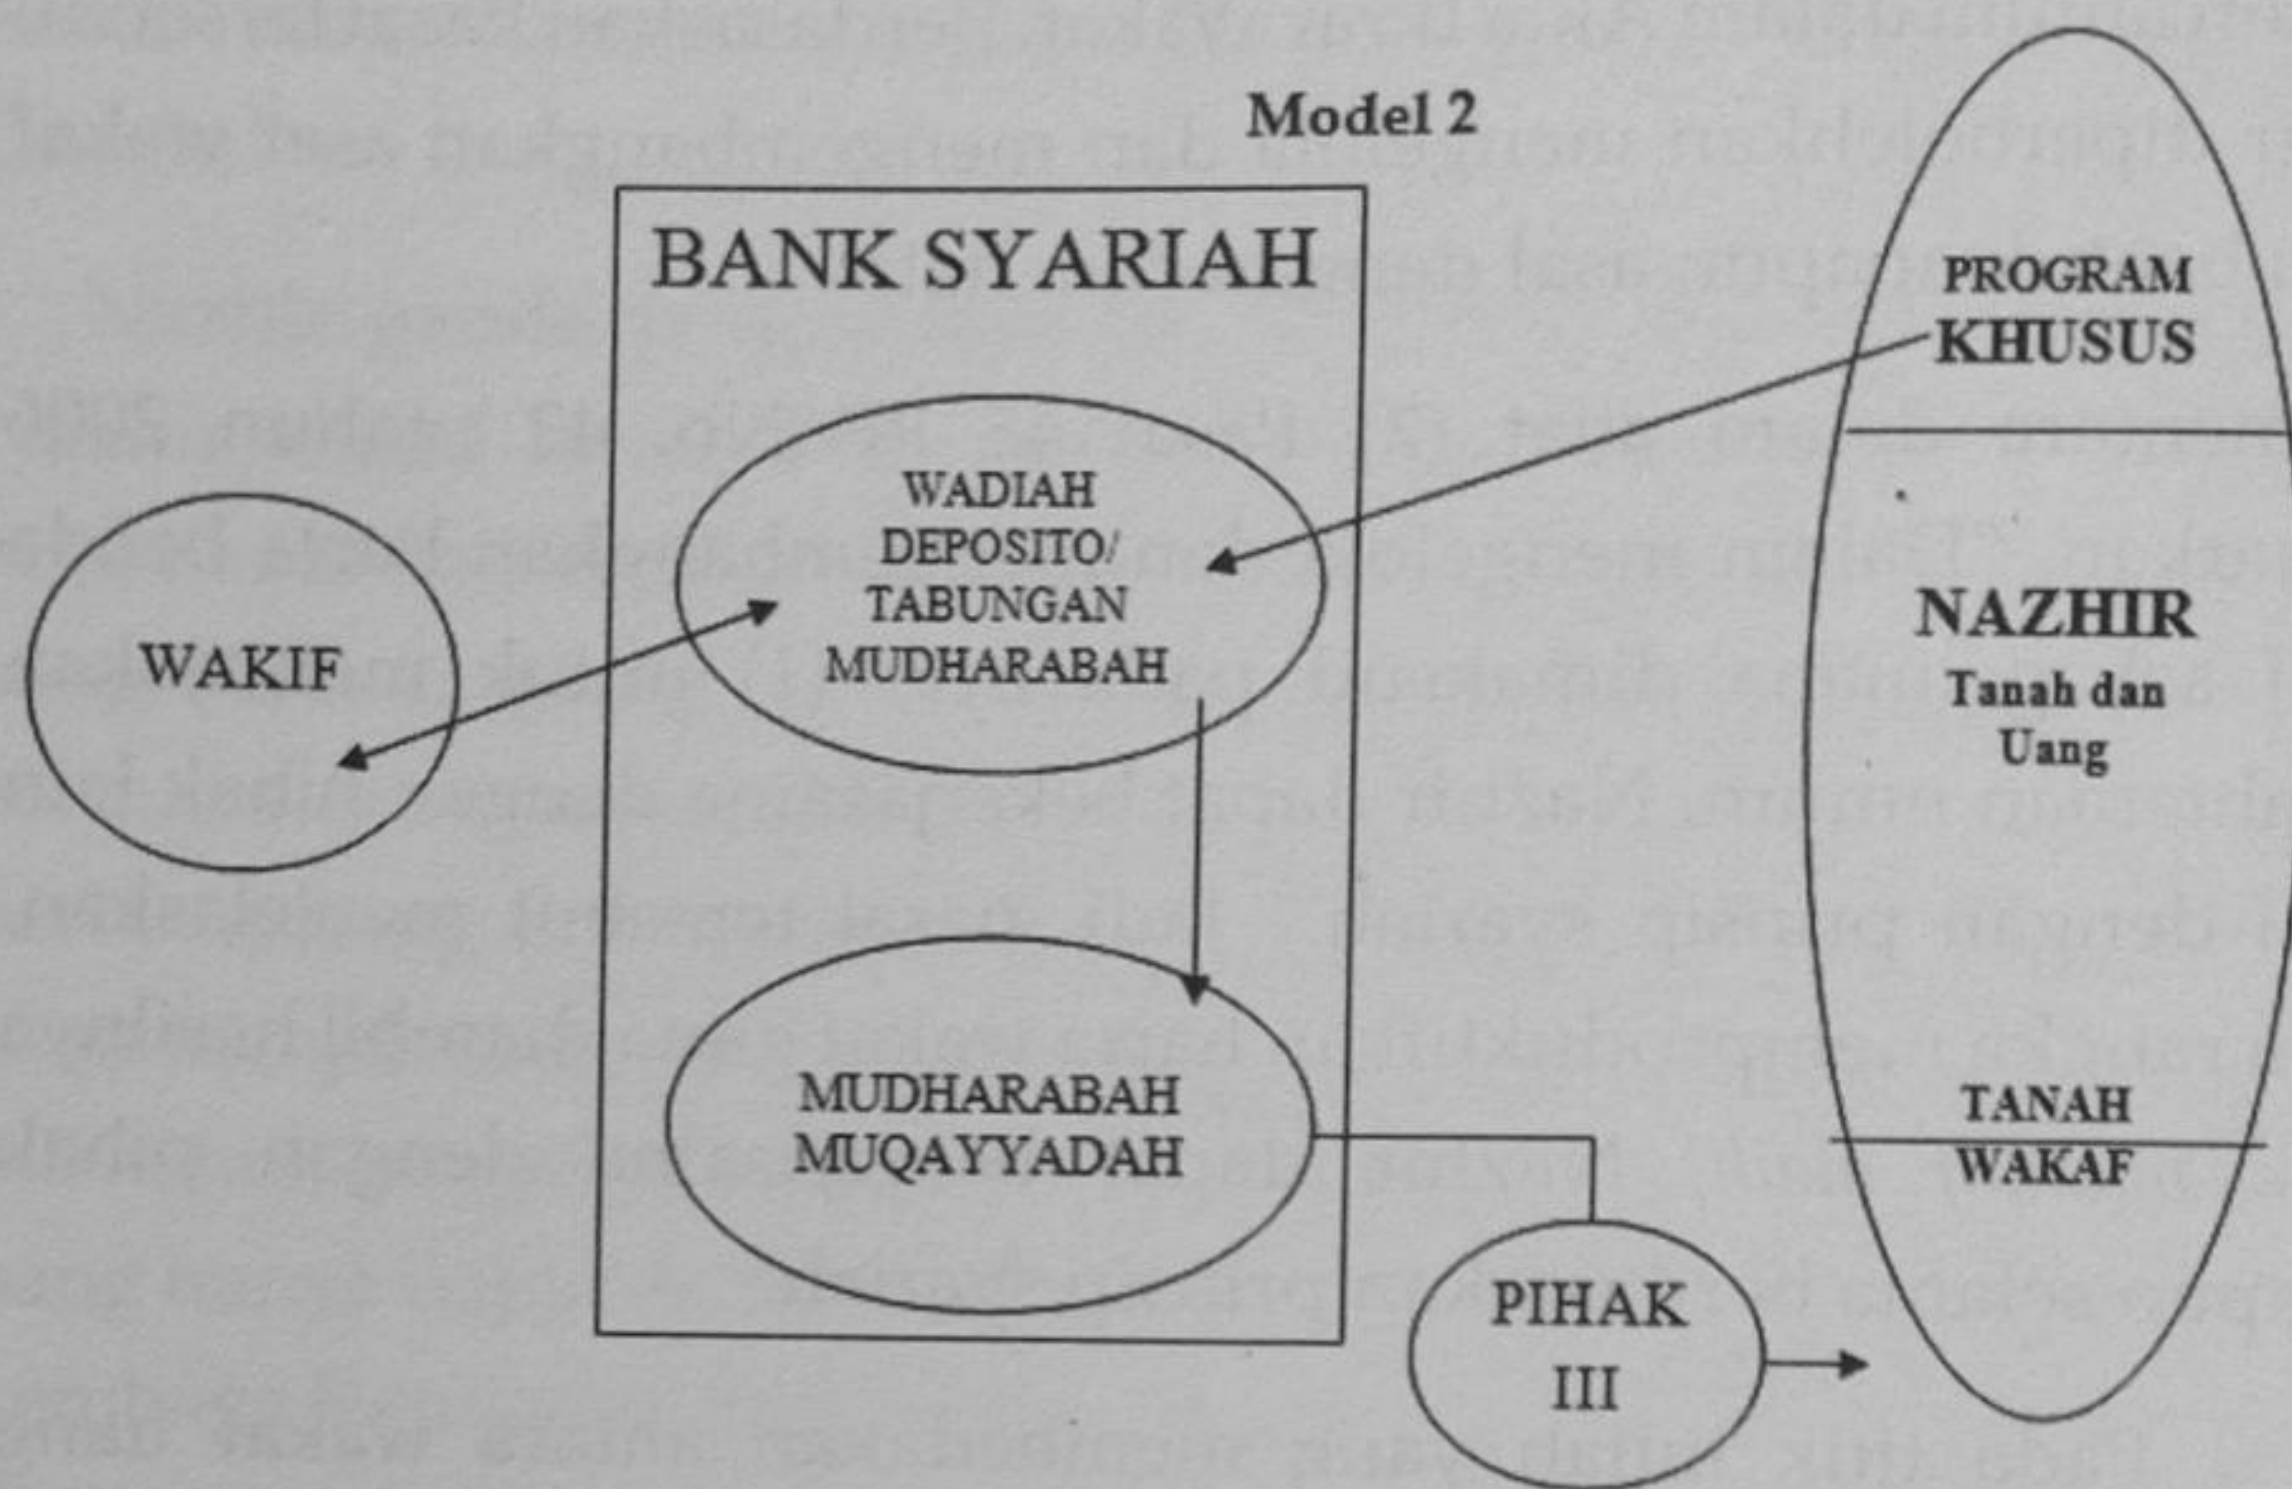 Model 2
BANK SYARIAH
WAKIF
WADIAH
DEPOSITO/
TABUNGAN
MUDHARABAH
MUDHARABAH
MUQAYYADAH
PIHAK
III
PROGRAM
KHUSUS
NAZHIR
Tanah dan
Uang
TANAH
WAKAF